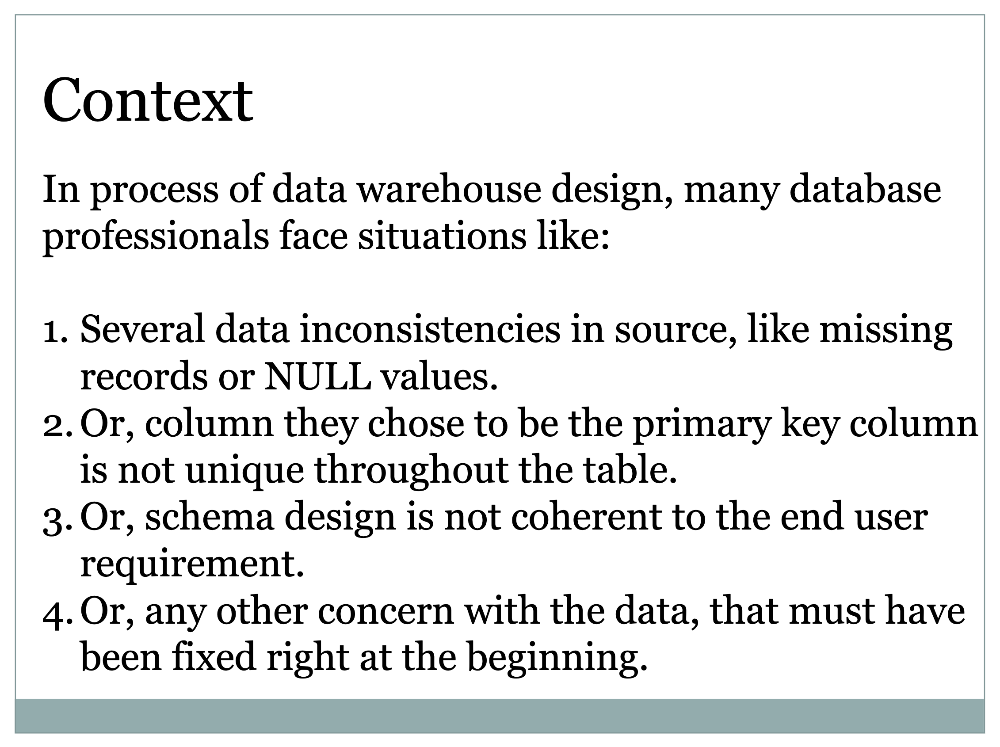 Context
In process of data warehouse design, many database
professionals face situations like:
1. Several data inconsistencies in source, like missing
records or NULL values.
2. Or, column they chose to be the primary key column
is not unique throughout the table.
3. Or, schema design is not coherent to the end user
requirement.
4. Or, any other concern with the data, that must have
been fixed right at the beginning.